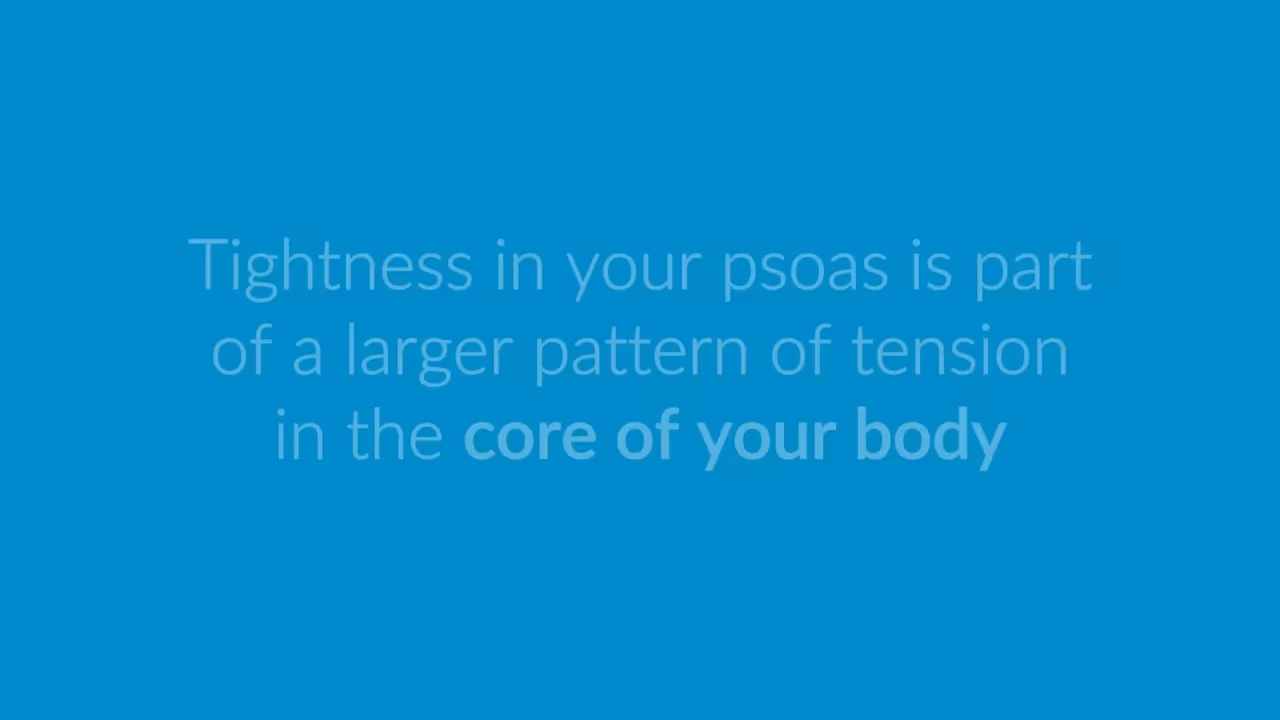 Tightness in your psoas is part
of a larger pattern of tension
in the core of your body